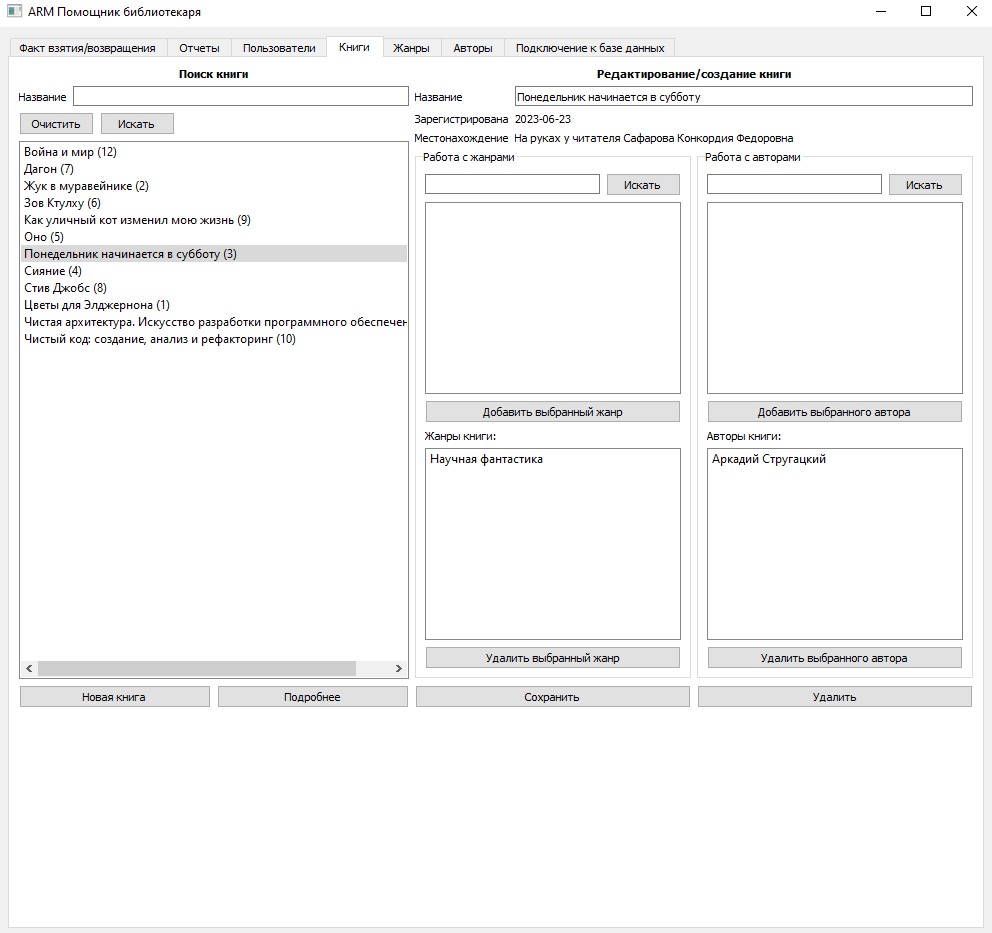 ARM Помощник библиотекаря
Факт взятия/возвращения Отчеты Пользователи Книги Жанры Авторы Подключение к базе данных
Поиск книги
Название
Очистить Искать
Война и мир (12)
Дагон (7)
Жук в муравейнике (2)
Зов Ктулху (6)
Как уличный кот изменил мою жизнь (9)
Оно (5)
Понедельник начинается в субботу (3)
Сияние (4)
Стив Джобс (8)
Цветы для Элджернона (1)
Чистая архитектура. Искусство разработки программного обеспечен
Чистый код: создание, анализ и рефакторинг (10)
Новая книга Подробнее
Редактирование/создание книги
Название Понедельник начинается в субботу
Зарегистрирована 2023-06-23
Местонахождение На руках у читателя Сафарова Конкордия Федоровна
Работа с жанрами
Искать
Добавить выбранный жанр
Жанры книги:
Научная фантастика
Удалить выбранный жанр
Работа с авторами
Искать
Добавить выбранного автора
Авторы книги:
Аркадий Стругацкий
Удалить выбранного автора
Сохранить Удалить